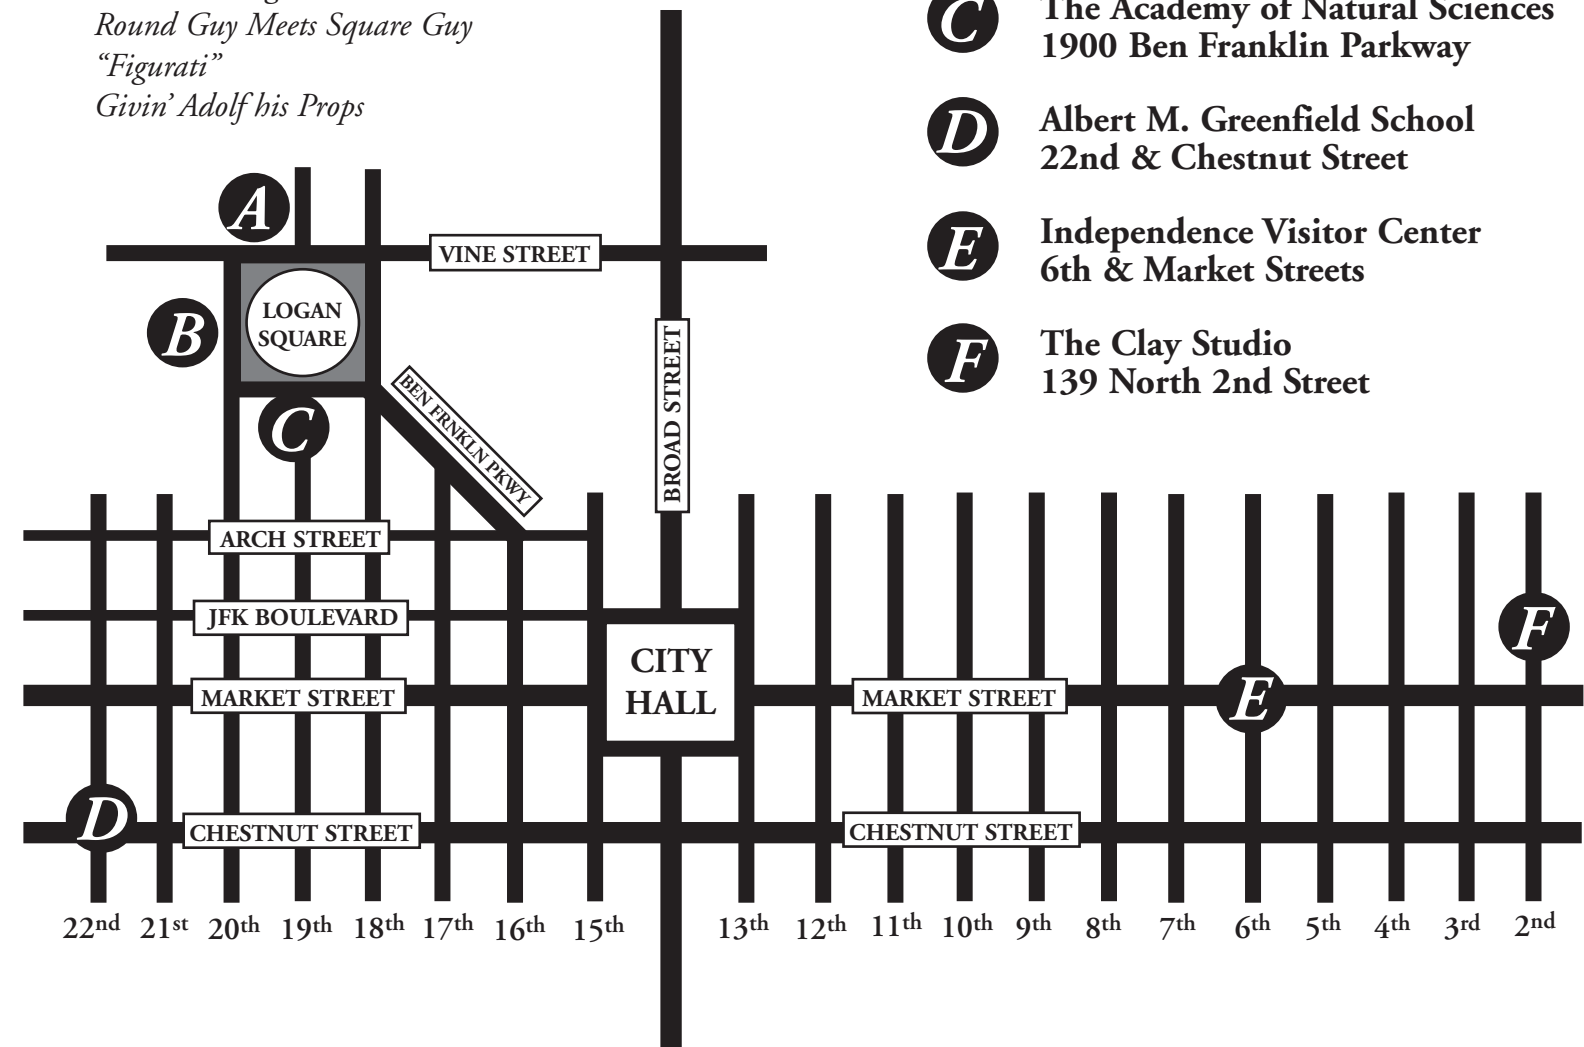 Round Guy Meets Square Guy
“Figurati”
Givin’ Adolf his Props
C The Academy of Natural Sciences
1900 Ben Franklin Parkway
D Albert M. Greenfield School
22nd & Chestnut Street
E Independence Visitor Center
6th & Market Streets
F The Clay Studio
139 North 2nd Street
A
VINE STREET
B
LOGAN
SQUARE
C
BEN FRNKLN PKWY
BROAD STREET
ARCH STREET
JFK BOULEVARD
CITY
HALL
F
MARKET STREET
MARKET STREET
E
D
CHESTNUT STREET
CHESTNUT STREET
22nd 21st 20th 19th 18th 17th 16th 15th 13th 12th 11th 10th 9th 8th 7th 6th 5th 4th 3rd 2nd